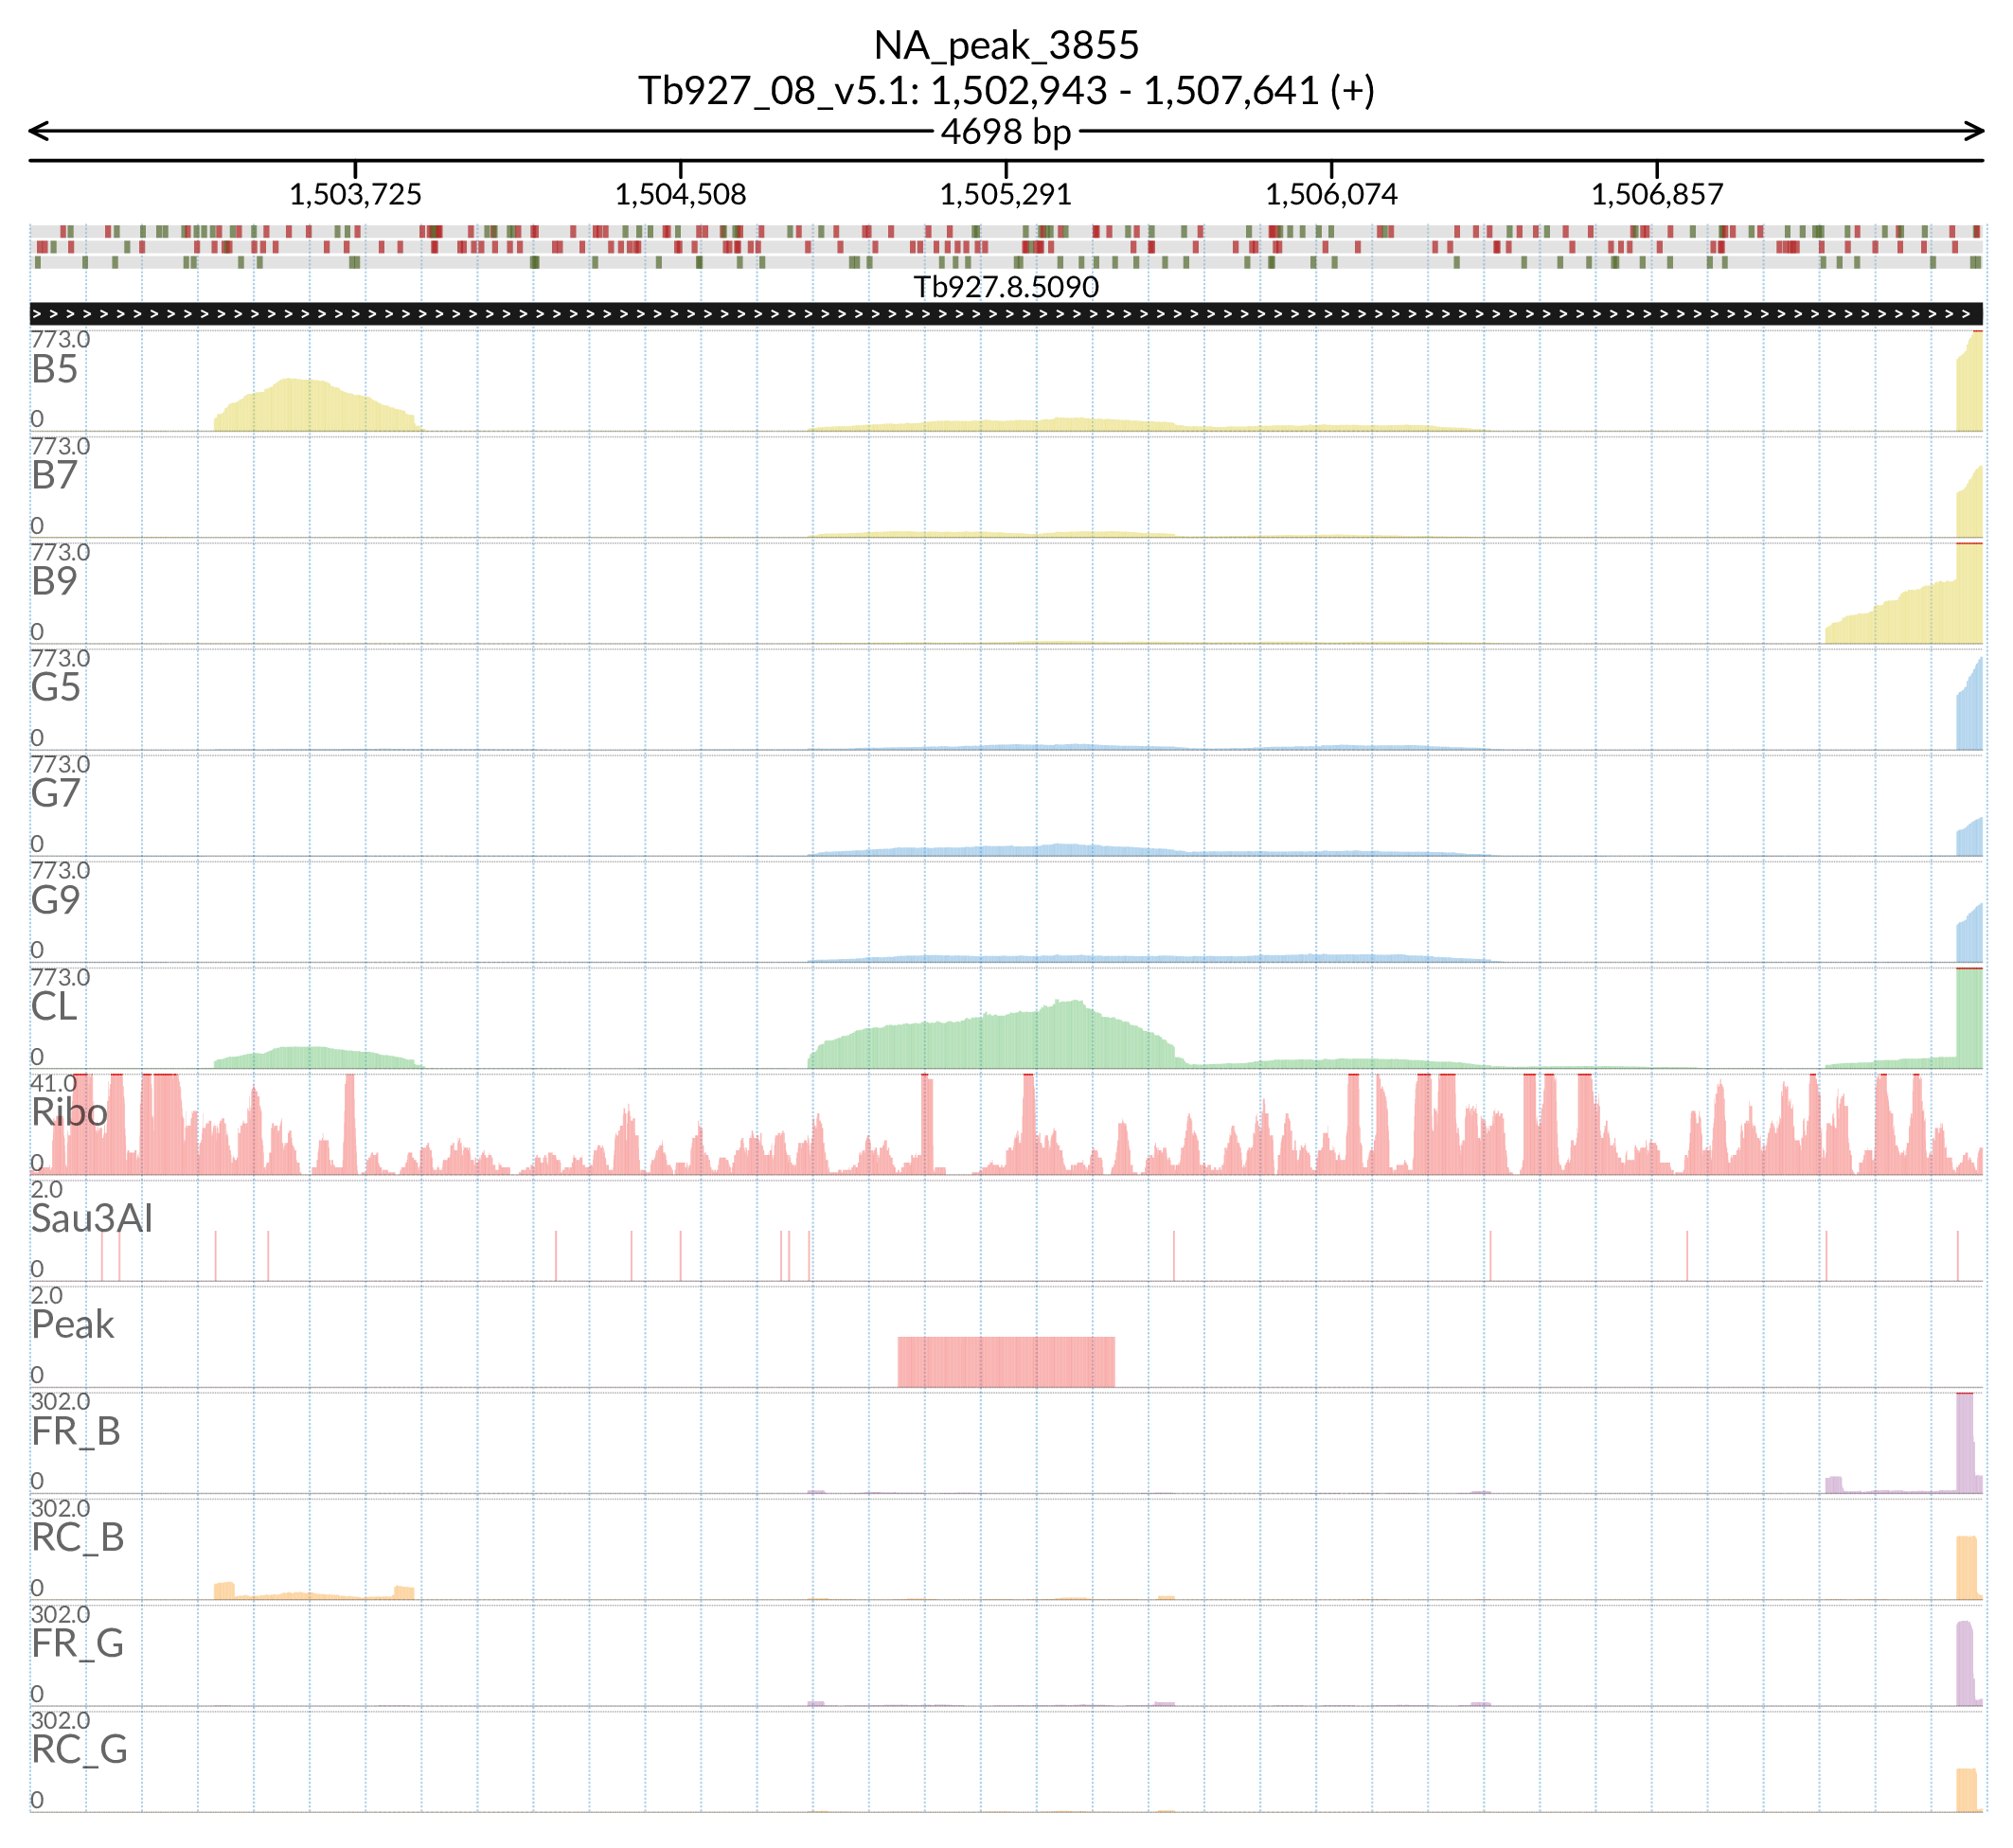 NA_peak_3855
Tb927_08_v5.1: 1,502,943 - 1,507,641 (+)
4698 bp
1,503,725 1,504,508 1,505,291 1,506,074 1,506,857
Tb927.8.5090
773.0
B5
0
773.0
B7
0
773.0
B9
0
773.0
G5
0
773.0
G7
0
773.0
G9
0
773.0
CL
0
41.0
Ribo
0
2.0
Sau3AI
0
2.0
Peak
0
302.0
FR_B
0
302.0
RC_B
0
302.0
FR_G
0
302.0
RC_G
0